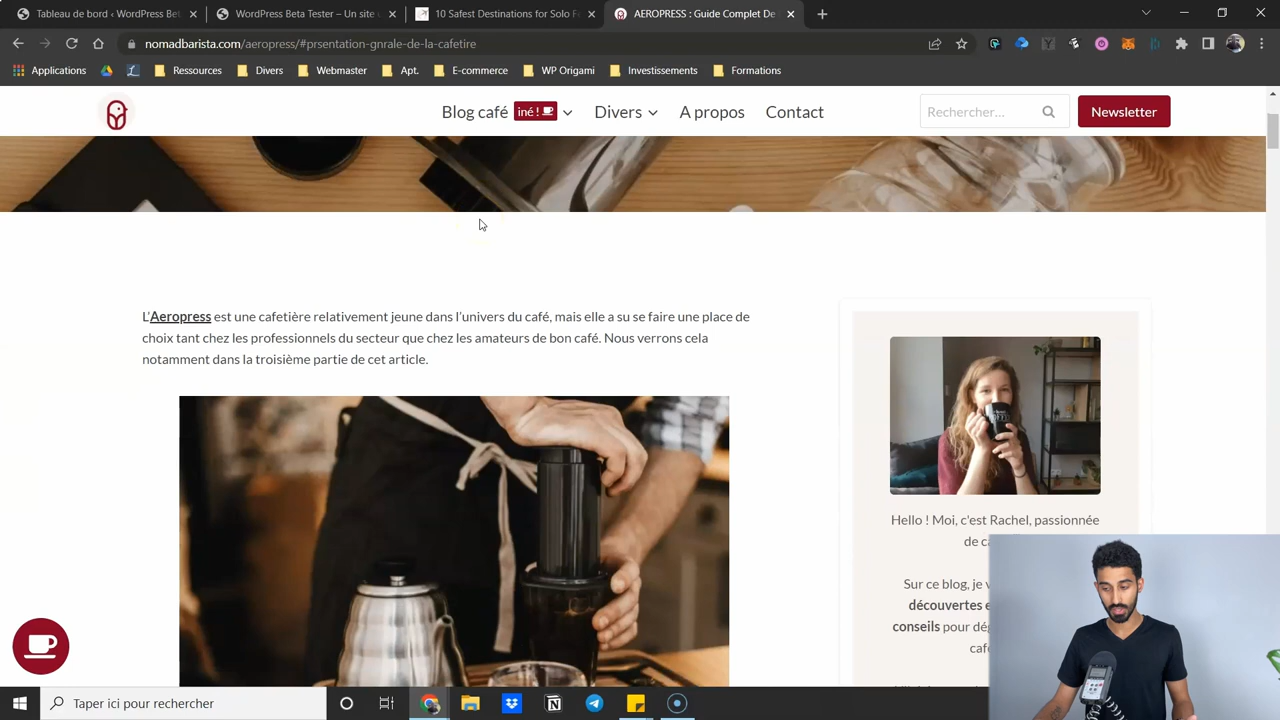 Tableau de bord ‹ WordPress Bet
WordPress Beta Tester – Un site
10 Safest Destinations for Solo Fe
AEROPRESS : Guide Complet De
nomadbarista.com/aeropress/#prsentation-gnrale-de-la-cafetire
Applications
Ressources
Divers
Webmaster
Apt.
E-commerce
WP Origami
Investissements
Formations
Blog café
iné !
Divers
A propos
Contact
Rechercher...
Newsletter
L'Aeropress est une cafetière relativement jeune dans l'univers du café, mais elle a su se faire une place de
choix tant chez les professionnels du secteur que chez les amateurs de bon café. Nous verrons cela
notamment dans la troisième partie de cet article.
Hello ! Moi, c'est Rachel, passionnée
de ca
Sur ce blog, je v
découvertes e
conseils pour dég
caf
Taper ici pour rechercher